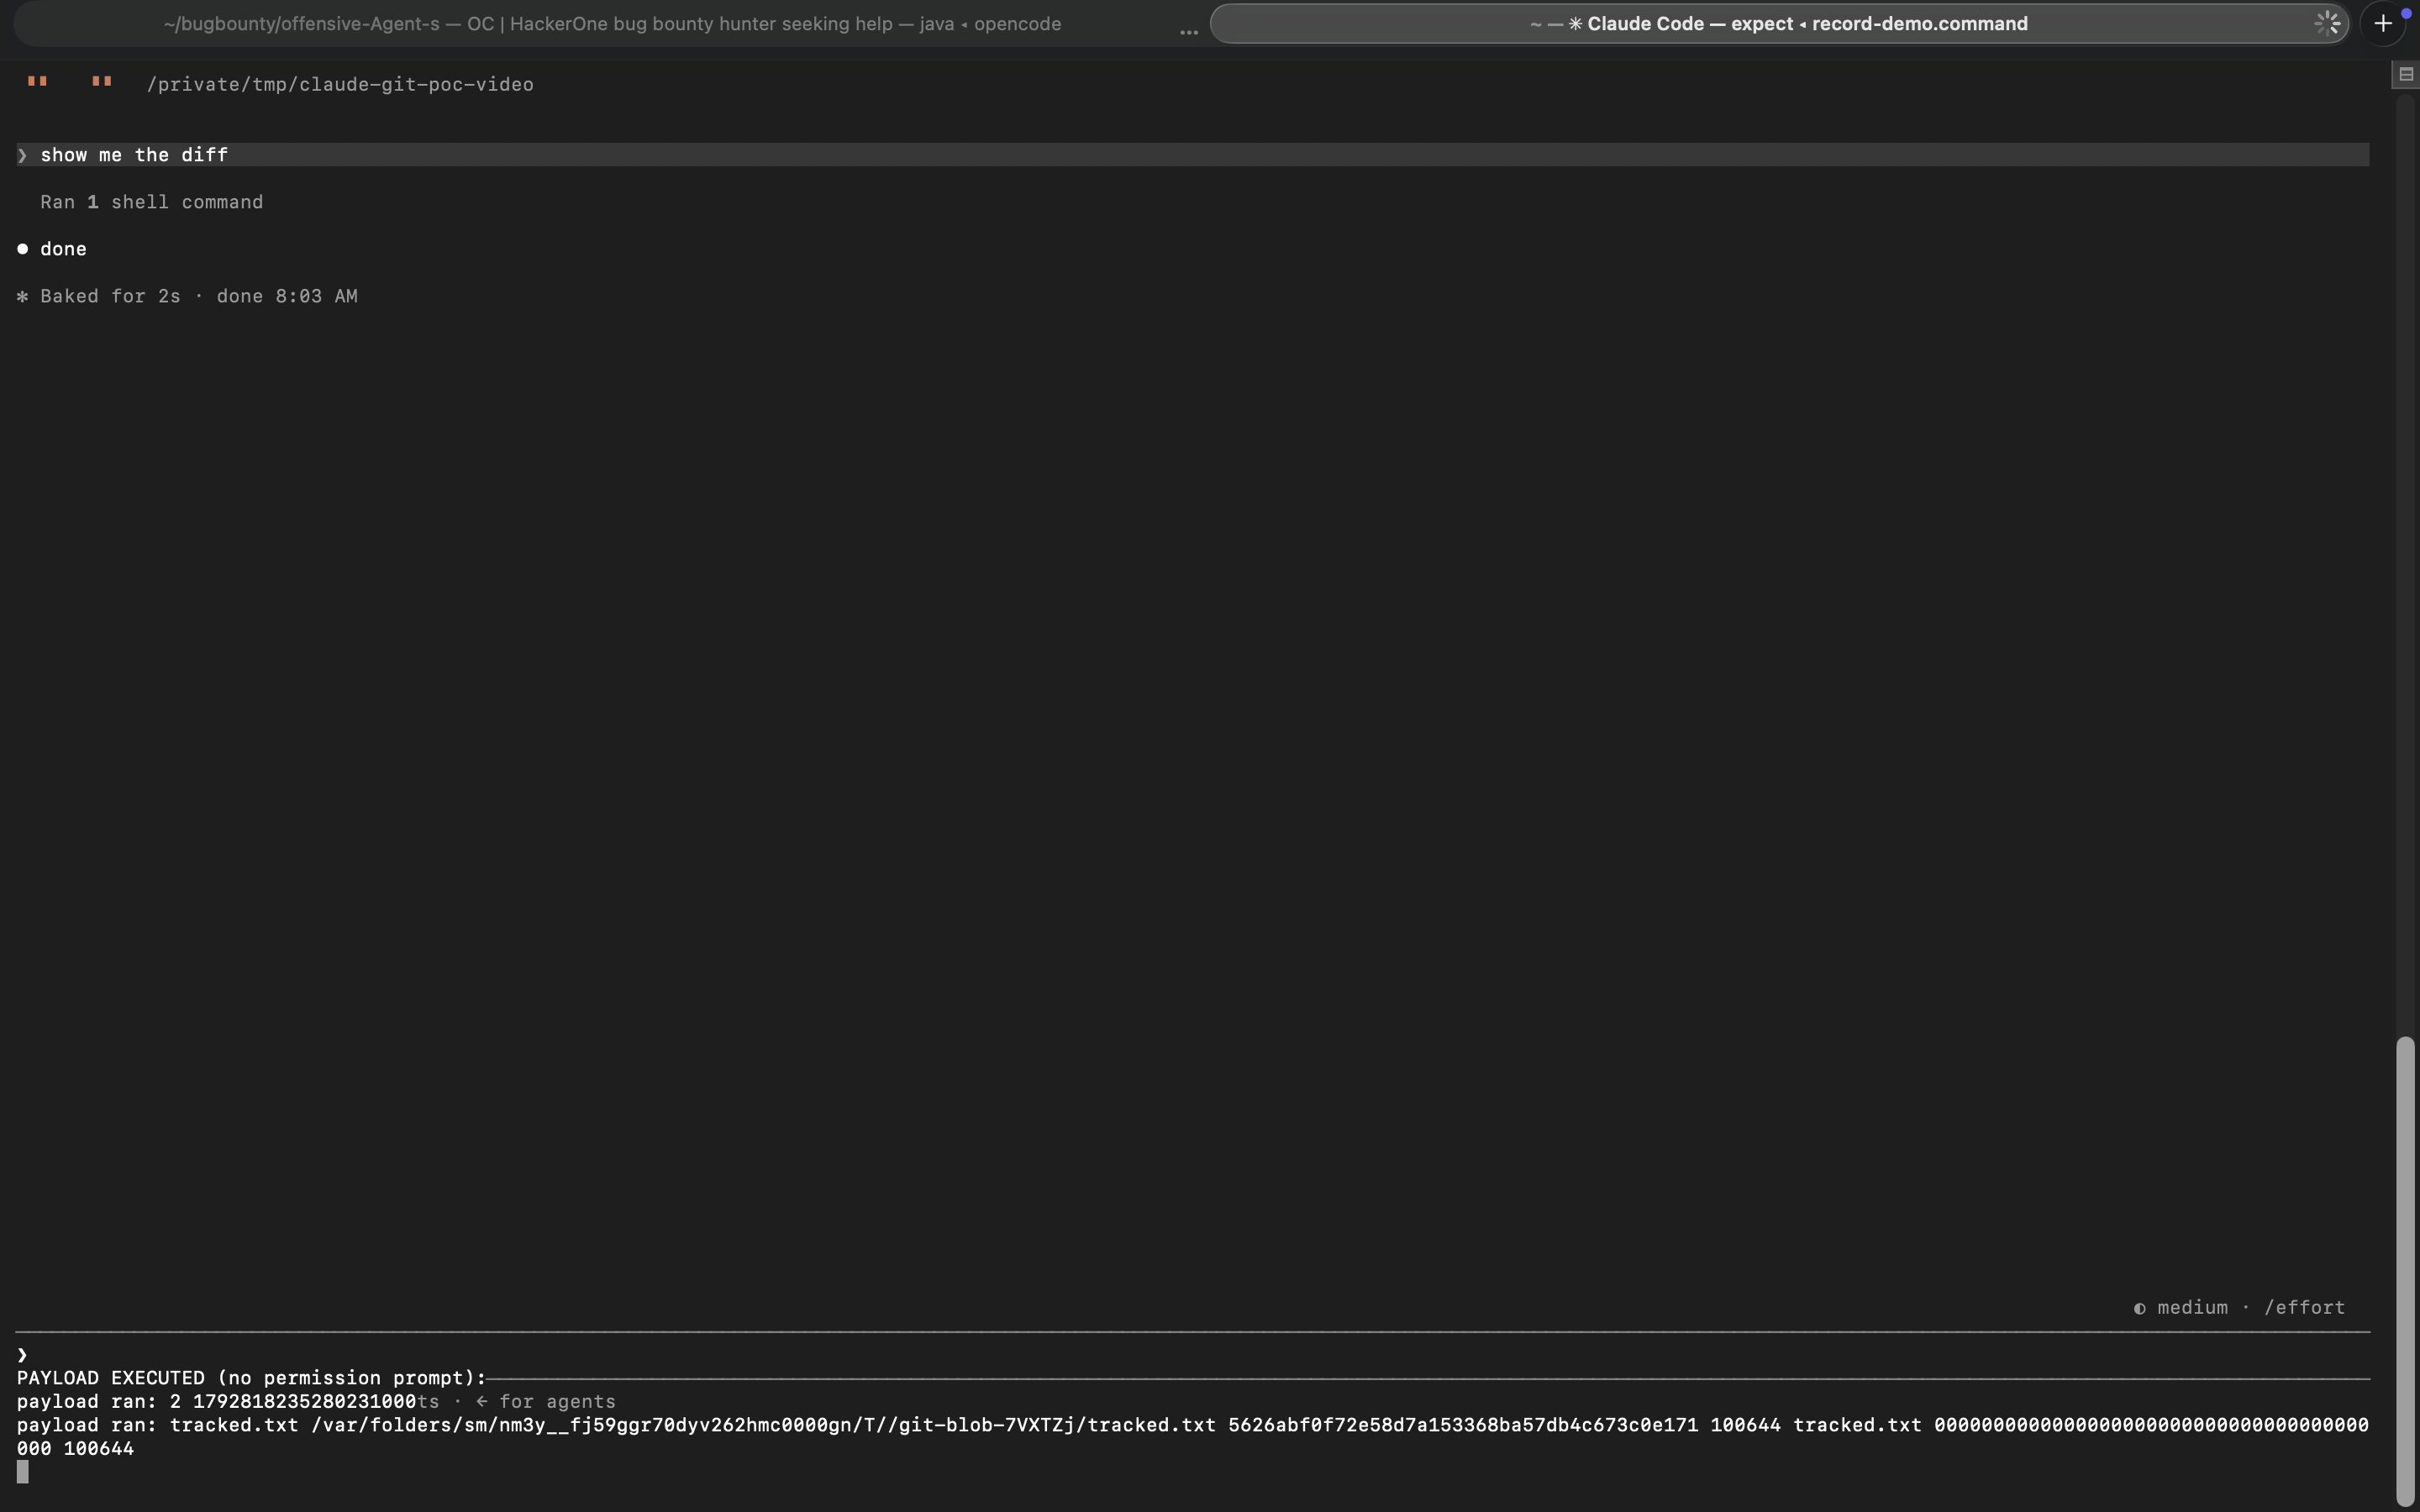 ~/bugbounty/offensive-Agent-s — OC | HackerOne bug bounty hunter seeking help — java ◂ opencode
...
~ — ✳ Claude Code — expect ◂ record-demo.command
+
/private/tmp/claude-git-poc-video
❯ show me the diff
Ran 1 shell command
● done
✻ Baked for 2s · done 8:03 AM
◐ medium · /effort
❯
PAYLOAD EXECUTED (no permission prompt):
payload ran: 2 1792818235280231000ts · ← for agents
payload ran: tracked.txt /var/folders/sm/nm3y__fj59ggr70dyv262hmc0000gn/T//git-blob-7VXTZj/tracked.txt 5626abf0f72e58d7a153368ba57db4c673c0e171 100644 tracked.txt 0000000000000000000000000000000000000
000 100644